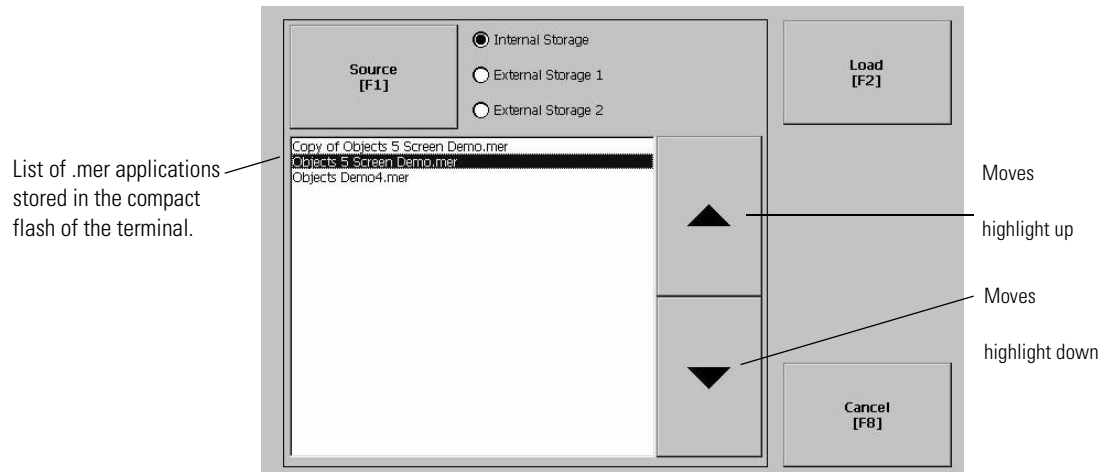 Source
[F1]
Internal Storage
External Storage 1
External Storage 2
Load
[F2]
Copy of Objects 5 Screen Demo.mer
Objects 5 Screen Demo.mer
Objects Demo4.mer
List of .mer applications
stored in the compact
flash of the terminal.
Moves
highlight up
Moves
highlight down
Cancel
[F8]